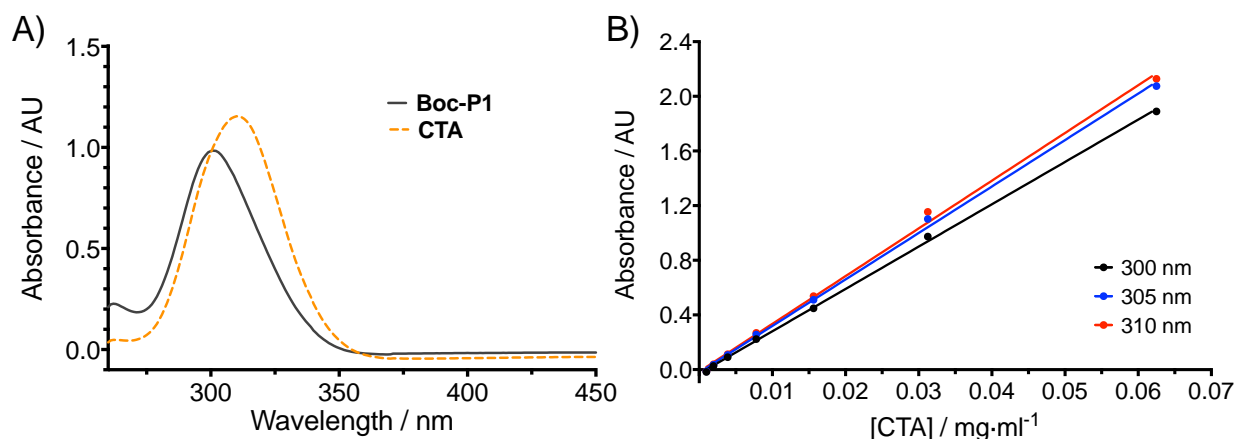 A)
1.5
1.0
0.5
0.0
Absorbance / AU
Boc-P1
CTA
300
350
400
450
Wavelength / nm
B)
2.4
2.0
1.6
1.2
0.8
0.4
0.0
Absorbance / AU
300 nm
305 nm
310 nm
0.01
0.02
0.03
0.04
0.05
0.06
0.07
[CTA] / mg·ml⁻¹